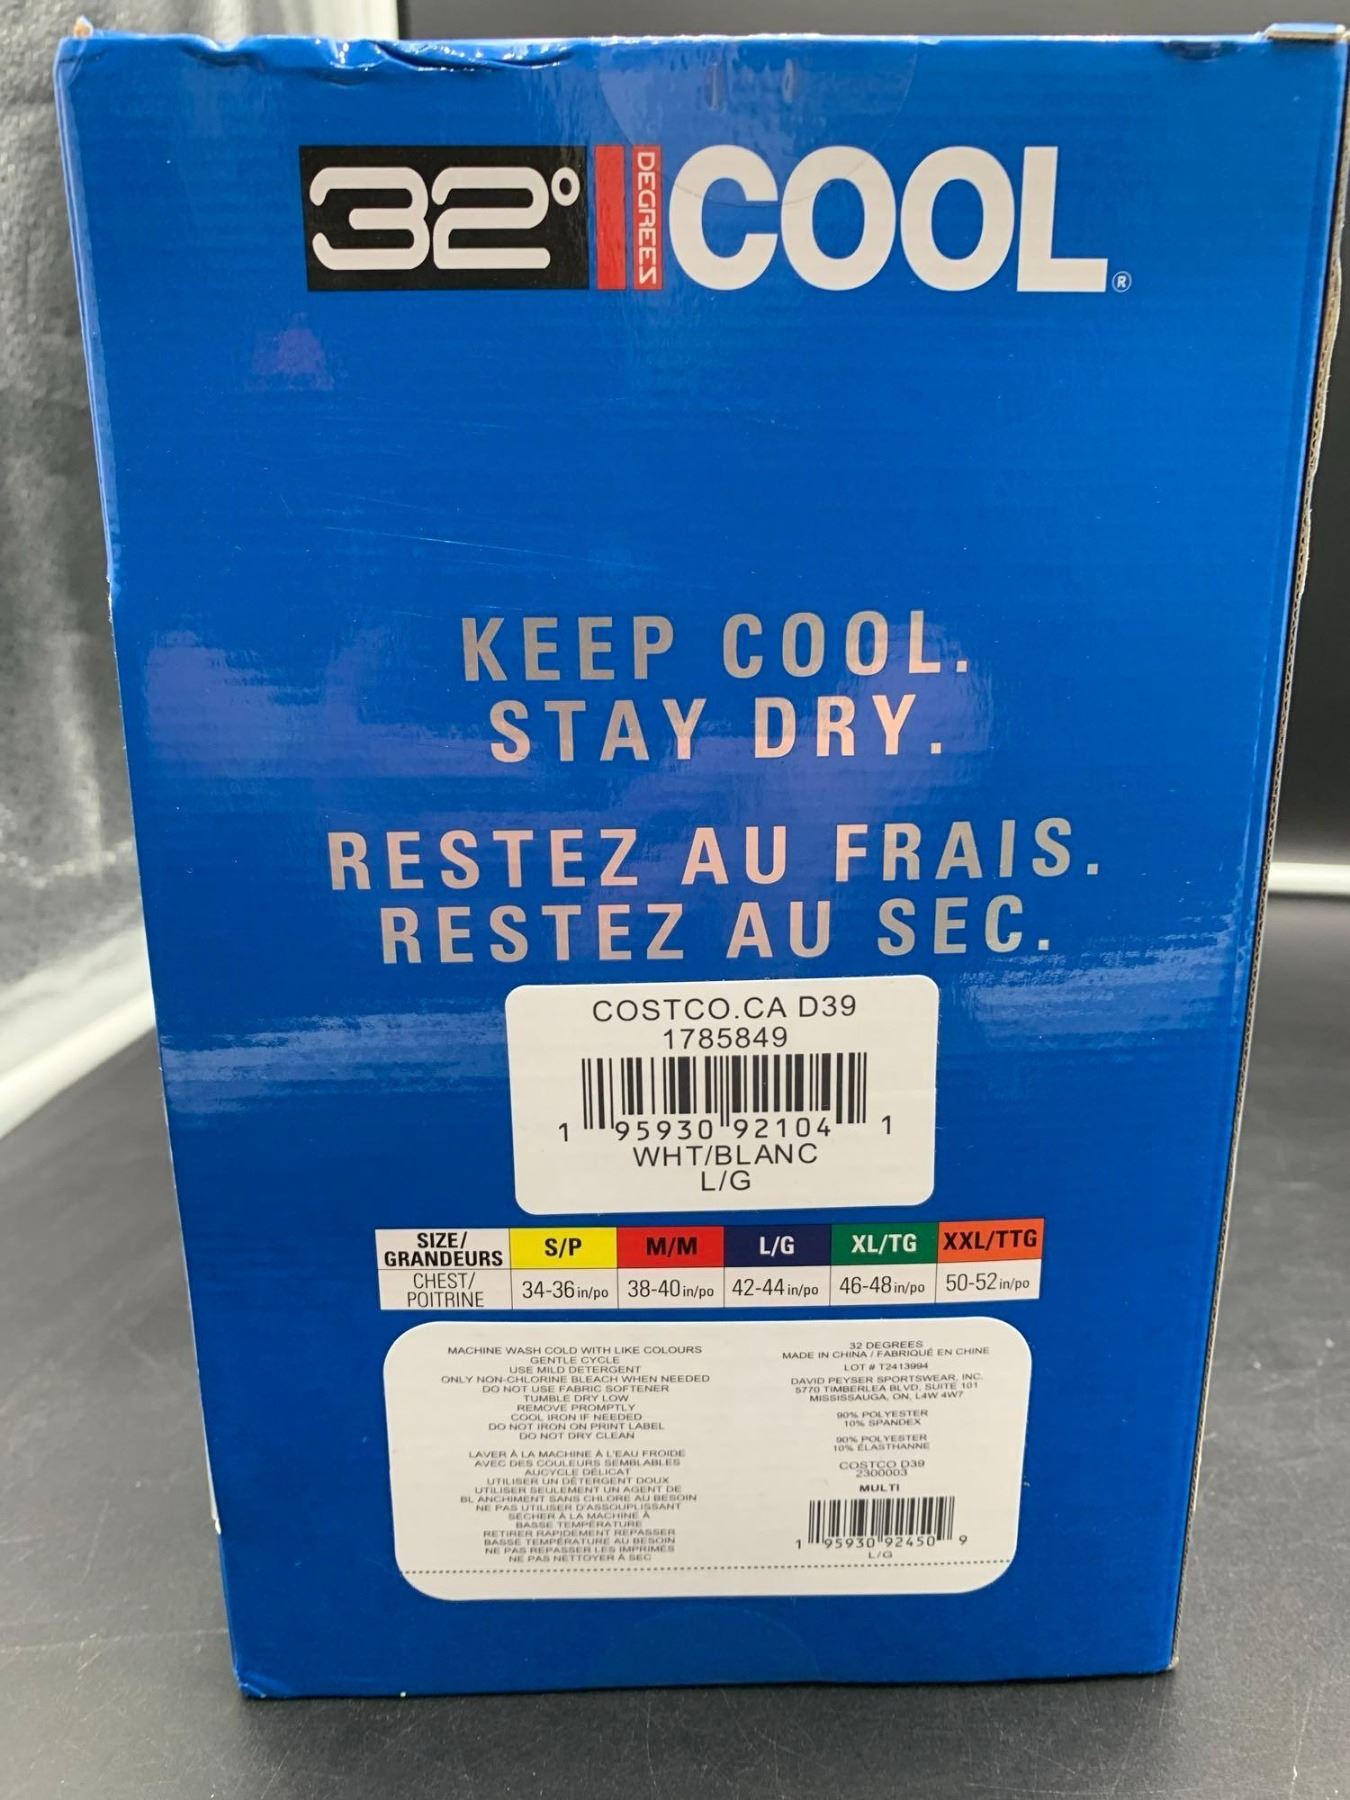 32° DEGREES COOL®
KEEP COOL.
STAY DRY.
RESTEZ AU FRAIS.
RESTEZ AU SEC.
COSTCO.CA D39
1785849
1 95930 92104 1
WHT/BLANC
L/G
SIZE/GRANDEURS S/P M/M L/G XL/TG XXL/TTG
CHEST/POITRINE 34-36 in/po 38-40 in/po 42-44 in/po 46-48 in/po 50-52 in/po
MACHINE WASH COLD WITH LIKE COLOURS
GENTLE CYCLE
USE MILD DETERGENT
ONLY NON-CHLORINE BLEACH WHEN NEEDED
DO NOT USE FABRIC SOFTENER
TUMBLE DRY LOW
REMOVE PROMPTLY
COOL IRON IF NEEDED
DO NOT IRON ON PRINT LABEL
DO NOT DRY CLEAN
LAVER À LA MACHINE À L'EAU FROIDE
AVEC DES COULEURS SEMBLABLES
AUCYCLE DÉLICAT
UTILISER UN DÉTERGENT DOUX
UTILISER SEULEMENT UN AGENT DE
BLANCHIMENT SANS CHLORE AU BESOIN
NE PAS UTILISER D'ASSOUPLISSANT
SÉCHER À LA MACHINE À
BASSE TEMPÉRATURE
RETIRER RAPIDEMENT REPASSER
BASSE TEMPÉRATURE AU BESOIN
NE PAS REPASSER LES IMPRIMÉS
NE PAS NETTOYER À SEC
32 DEGREES
MADE IN CHINA / FABRIQUÉ EN CHINE
LOT # T2413994
DAVID PEYSER SPORTSWEAR, INC.
5770 TIMBERLEA BLVD, SUITE 101
MISSISSAUGA, ON, L4W 4W7
90% POLYESTER
10% SPANDEX
90% POLYESTER
10% ÉLASTHANNE
COSTCO D39
2300003
MULTI
1 95930 92450 9
L/G